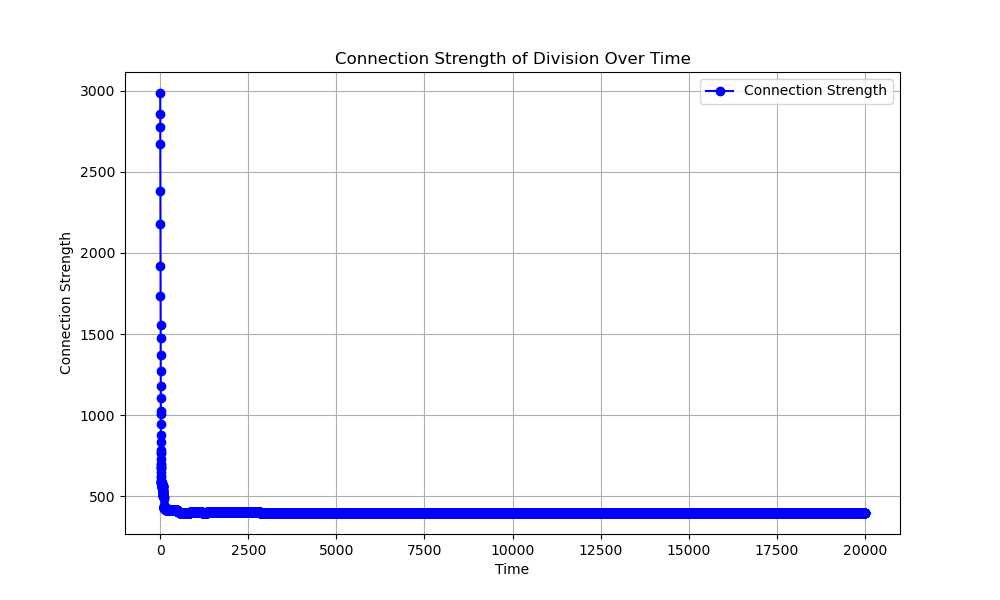 Connection Strength of Division Over Time
Connection Strength
3000
2500
2000
1500
1000
500
Connection Strength
0 2500 5000 7500 10000 12500 15000 17500 20000
Time